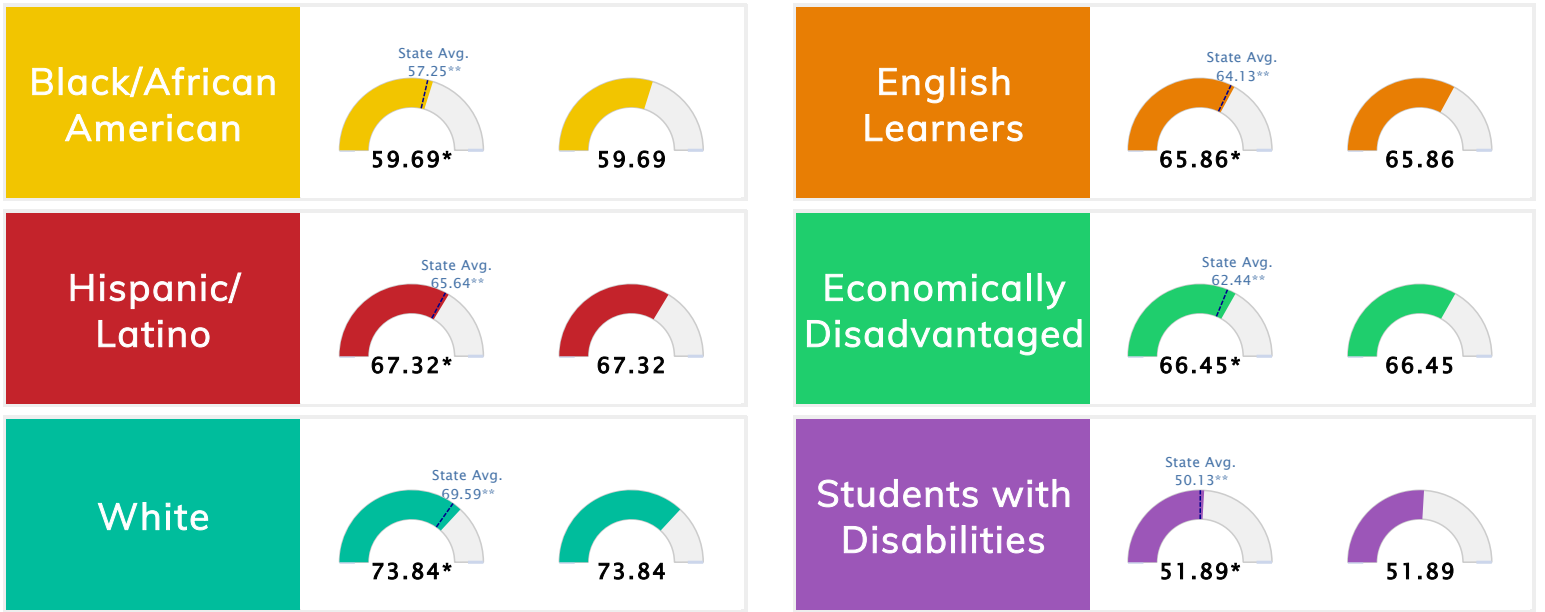 Black/African
American
State Avg.
57.25**
59.69*
59.69
English
Learners
State Avg.
64.13**
65.86*
65.86
Hispanic/
Latino
State Avg.
65.64**
67.32*
67.32
Economically
Disadvantaged
State Avg.
62.44**
66.45*
66.45
White
State Avg.
69.59**
73.84*
73.84
Students with
Disabilities
State Avg.
50.13**
51.89*
51.89